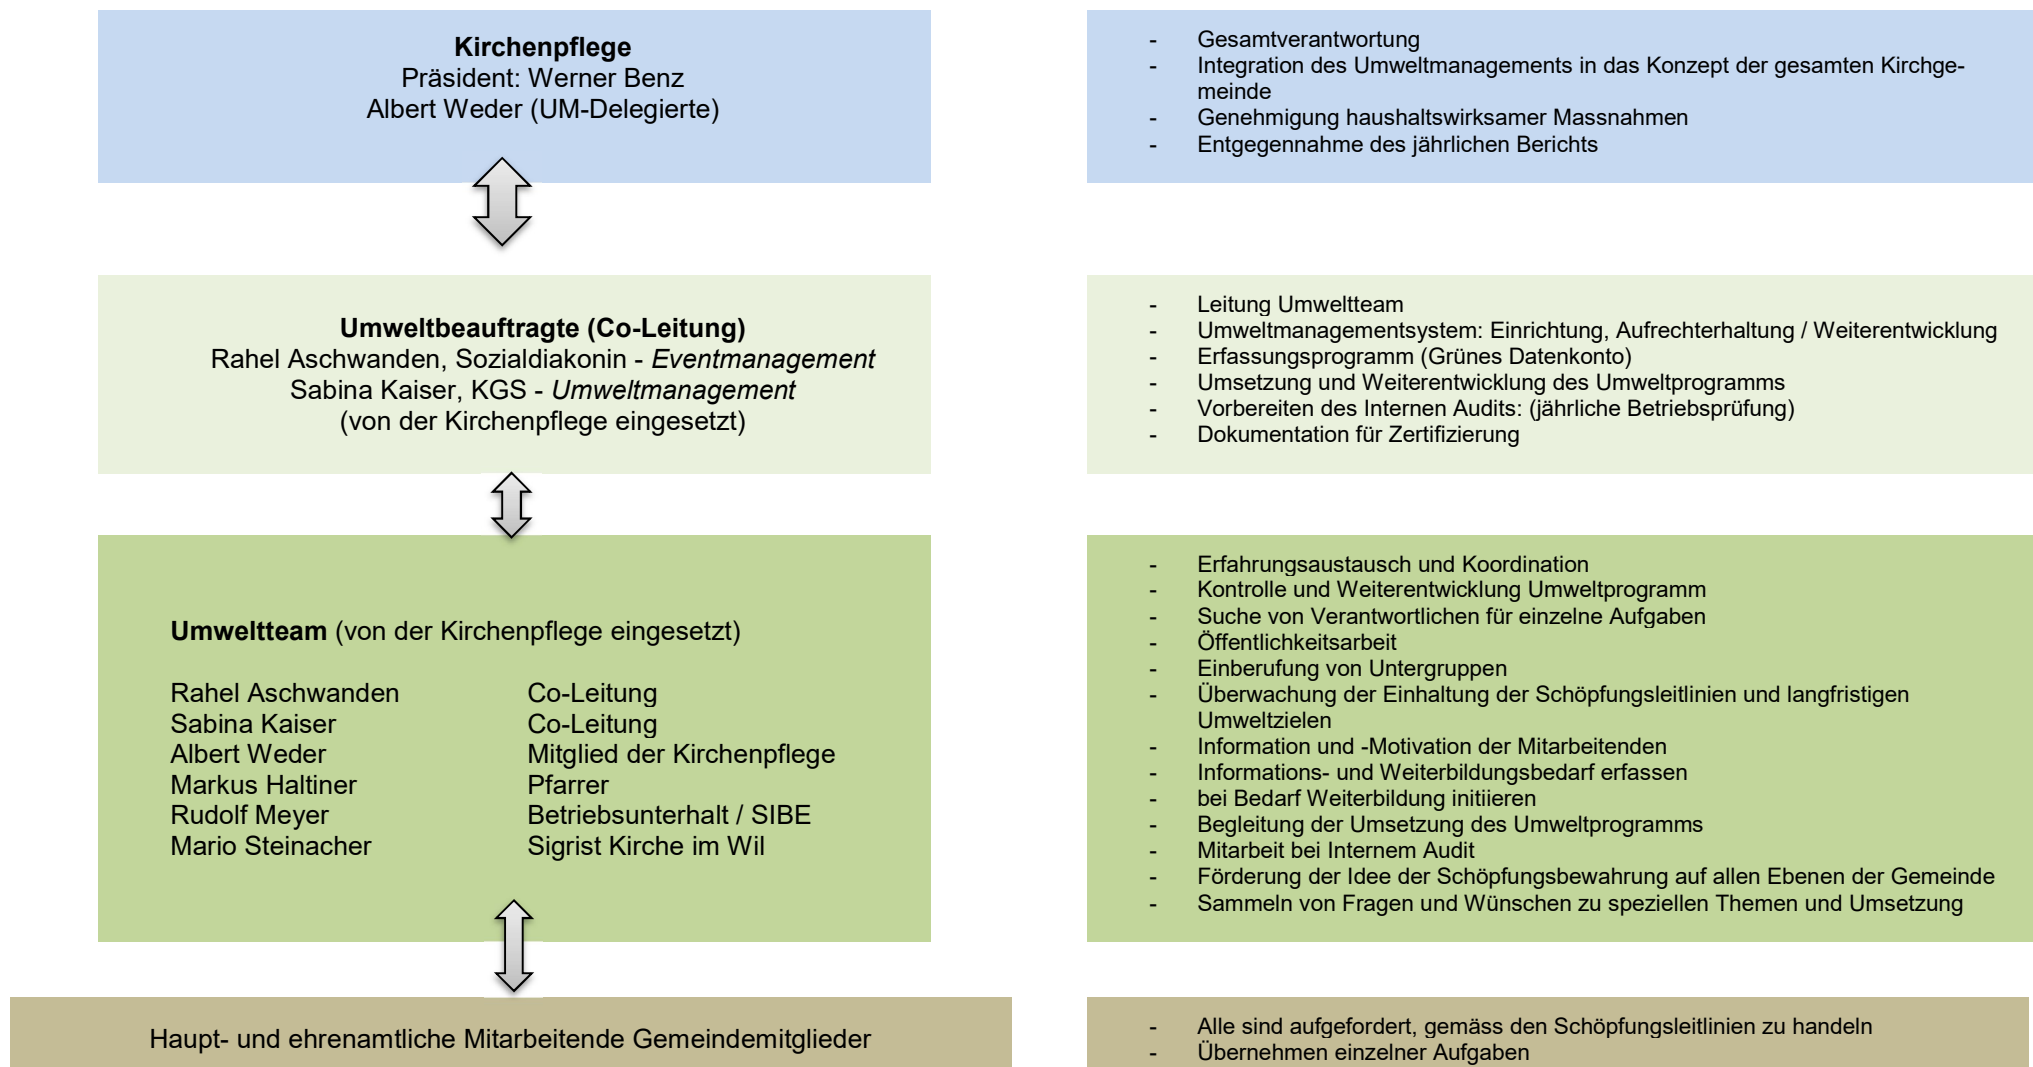 Kirchenpflege
Präsident: Werner Benz
Albert Weder (UM-Delegierte)
- Gesamtverantwortung
- Integration des Umweltmanagements in das Konzept der gesamten Kirchge-
meinde
- Genehmigung haushaltswirksamer Massnahmen
- Entgegennahme des jährlichen Berichts
Umweltbeauftragte (Co-Leitung)
Rahel Aschwanden, Sozialdiakonin - Eventmanagement
Sabina Kaiser, KGS - Umweltmanagement
(von der Kirchenpflege eingesetzt)
- Leitung Umweltteam
- Umweltmanagementsystem: Einrichtung, Aufrechterhaltung / Weiterentwicklung
- Erfassungsprogramm (Grünes Datenkonto)
- Umsetzung und Weiterentwicklung des Umweltprogramms
- Vorbereiten des Internen Audits: (jährliche Betriebsprüfung)
- Dokumentation für Zertifizierung
Umweltteam (von der Kirchenpflege eingesetzt)
Rahel Aschwanden Co-Leitung
Sabina Kaiser Co-Leitung
Albert Weder Mitglied der Kirchenpflege
Markus Haltiner Pfarrer
Rudolf Meyer Betriebsunterhalt / SIBE
Mario Steinacher Sigrist Kirche im Wil
- Erfahrungsaustausch und Koordination
- Kontrolle und Weiterentwicklung Umweltprogramm
- Suche von Verantwortlichen für einzelne Aufgaben
- Öffentlichkeitsarbeit
- Einberufung von Untergruppen
- Überwachung der Einhaltung der Schöpfungsleitlinien und langfristigen
Umweltzielen
- Information und -Motivation der Mitarbeitenden
- Informations- und Weiterbildungsbedarf erfassen
- bei Bedarf Weiterbildung initiieren
- Begleitung der Umsetzung des Umweltprogramms
- Mitarbeit bei Internem Audit
- Förderung der Idee der Schöpfungsbewahrung auf allen Ebenen der Gemeinde
- Sammeln von Fragen und Wünschen zu speziellen Themen und Umsetzung
Haupt- und ehrenamtliche Mitarbeitende Gemeindemitglieder
- Alle sind aufgefordert, gemäss den Schöpfungsleitlinien zu handeln
- Übernehmen einzelner Aufgaben